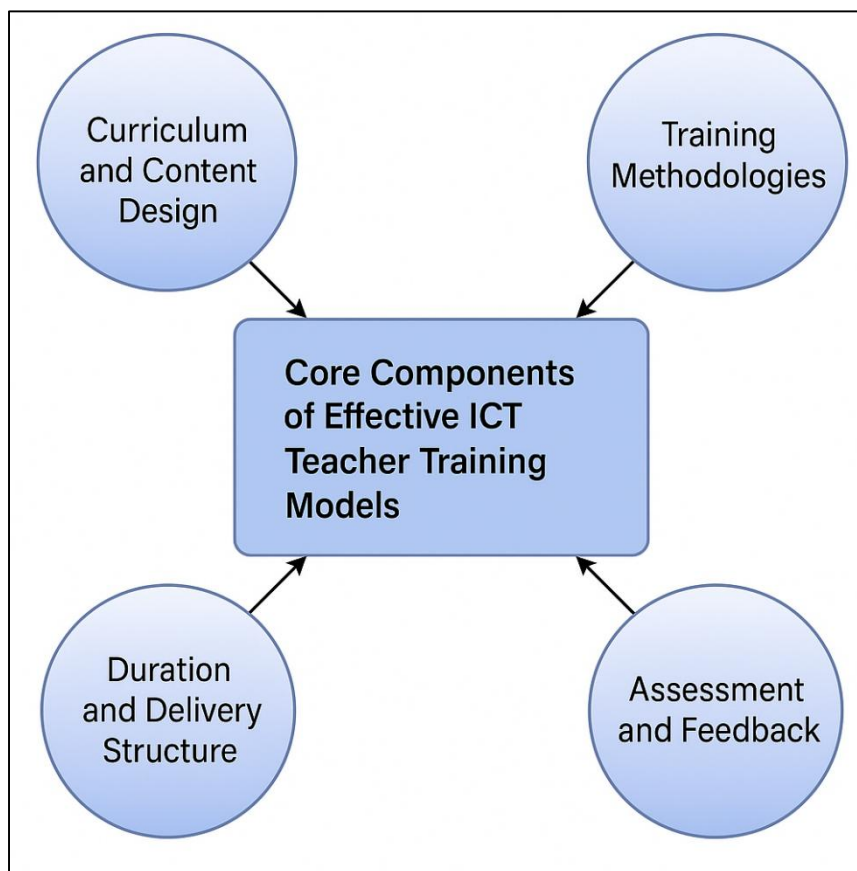 Curriculum
and Content
Design
Training
Methodologies
Core Components
of Effective ICT
Teacher Training
Models
Duration
and Delivery
Structure
Assessment
and Feedback